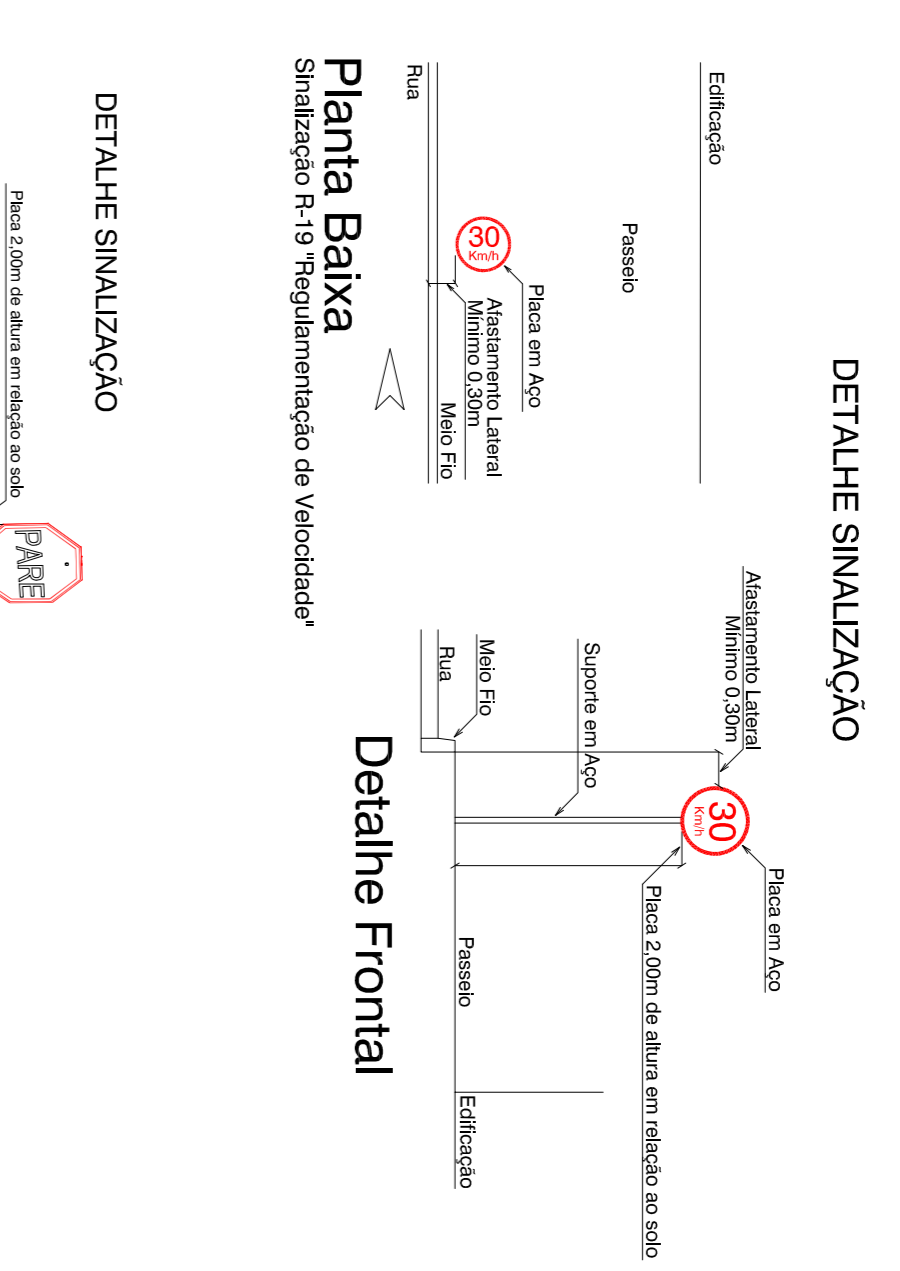 DETALHE SINALIZAÇÃO
Edificação
Passeio
Placa em Aço
Afastamento Lateral
Mínimo 0,30m
30
Km/h
Meio Fio
Rua
Planta Baixa
Sinalização R-19 "Regulamentação de Velocidade"
Afastamento Lateral
Mínimo 0,30m
Placa em Aço
30
Km/h
Placa 2,00m de altura em relação ao solo
Suporte em Aço
Meio Fio
Rua
Passeio
Edificação
Detalhe Frontal
DETALHE SINALIZAÇÃO
Placa 2,00m de altura em relação ao solo
PARE